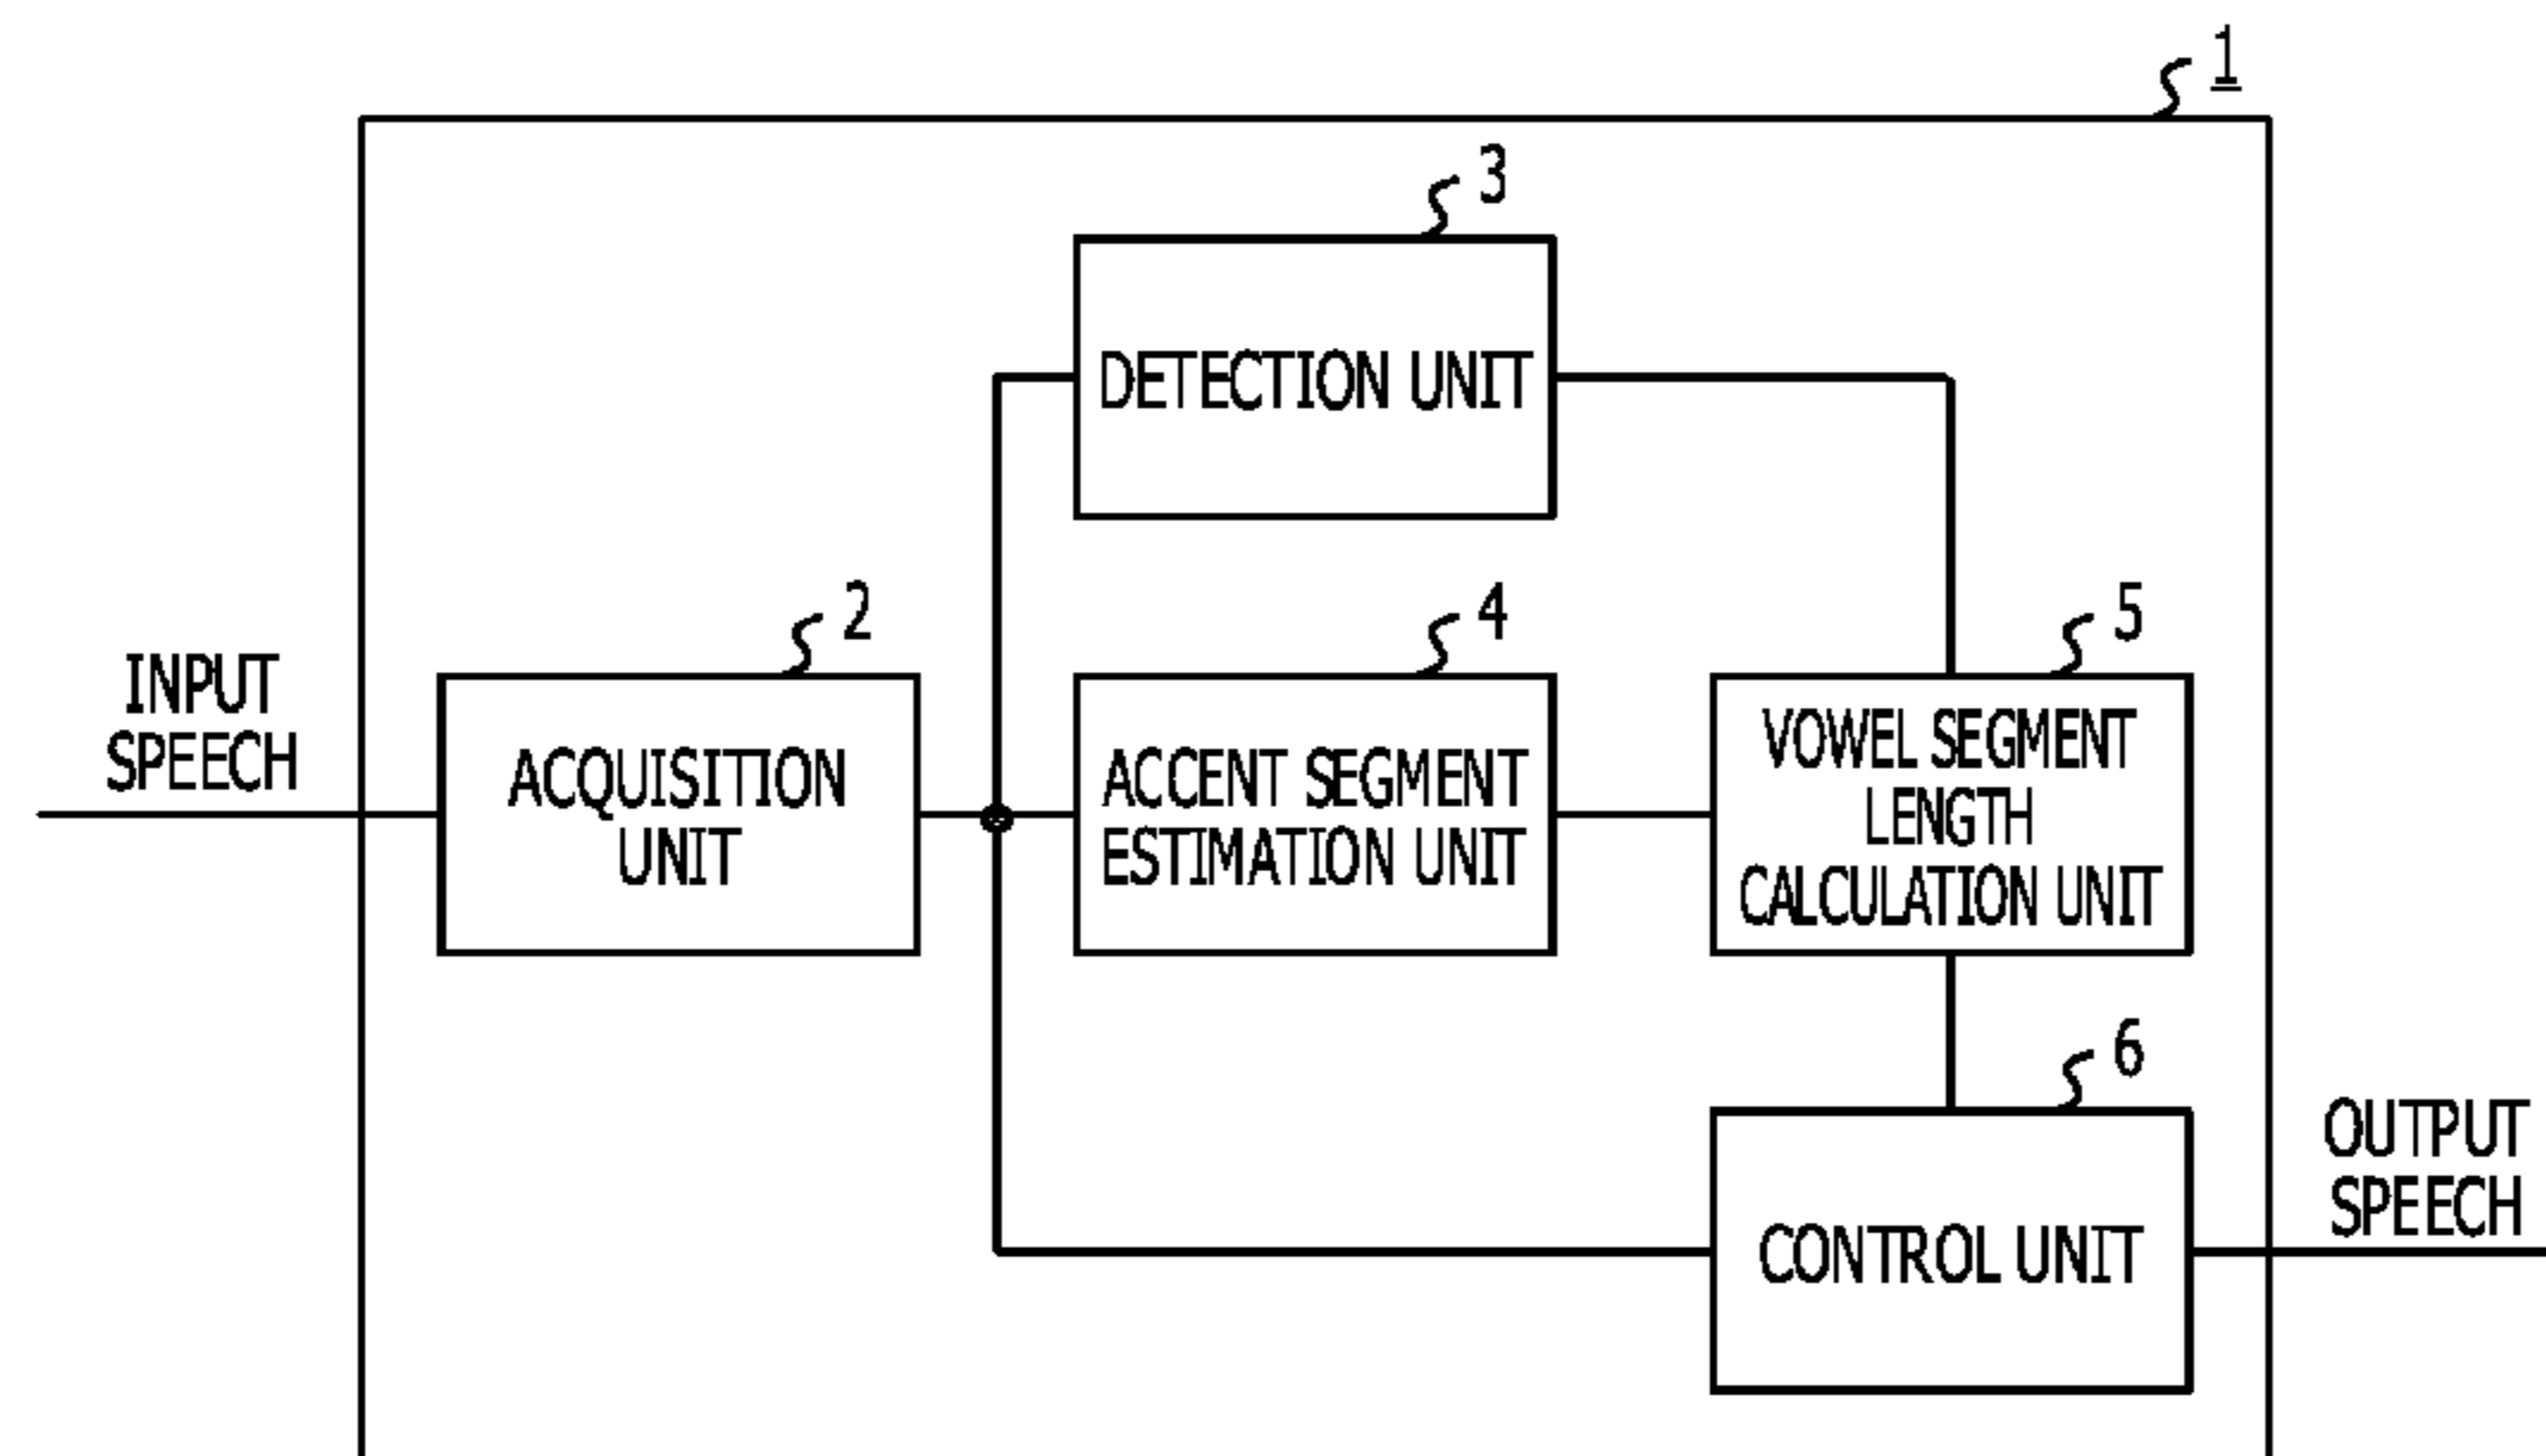 1
3
DETECTION UNIT
2
4
5
INPUT
SPEECH
ACQUISITION
UNIT
ACCENT SEGMENT
ESTIMATION UNIT
VOWEL SEGMENT
LENGTH
CALCULATION UNIT
6
CONTROL UNIT
OUTPUT
SPEECH